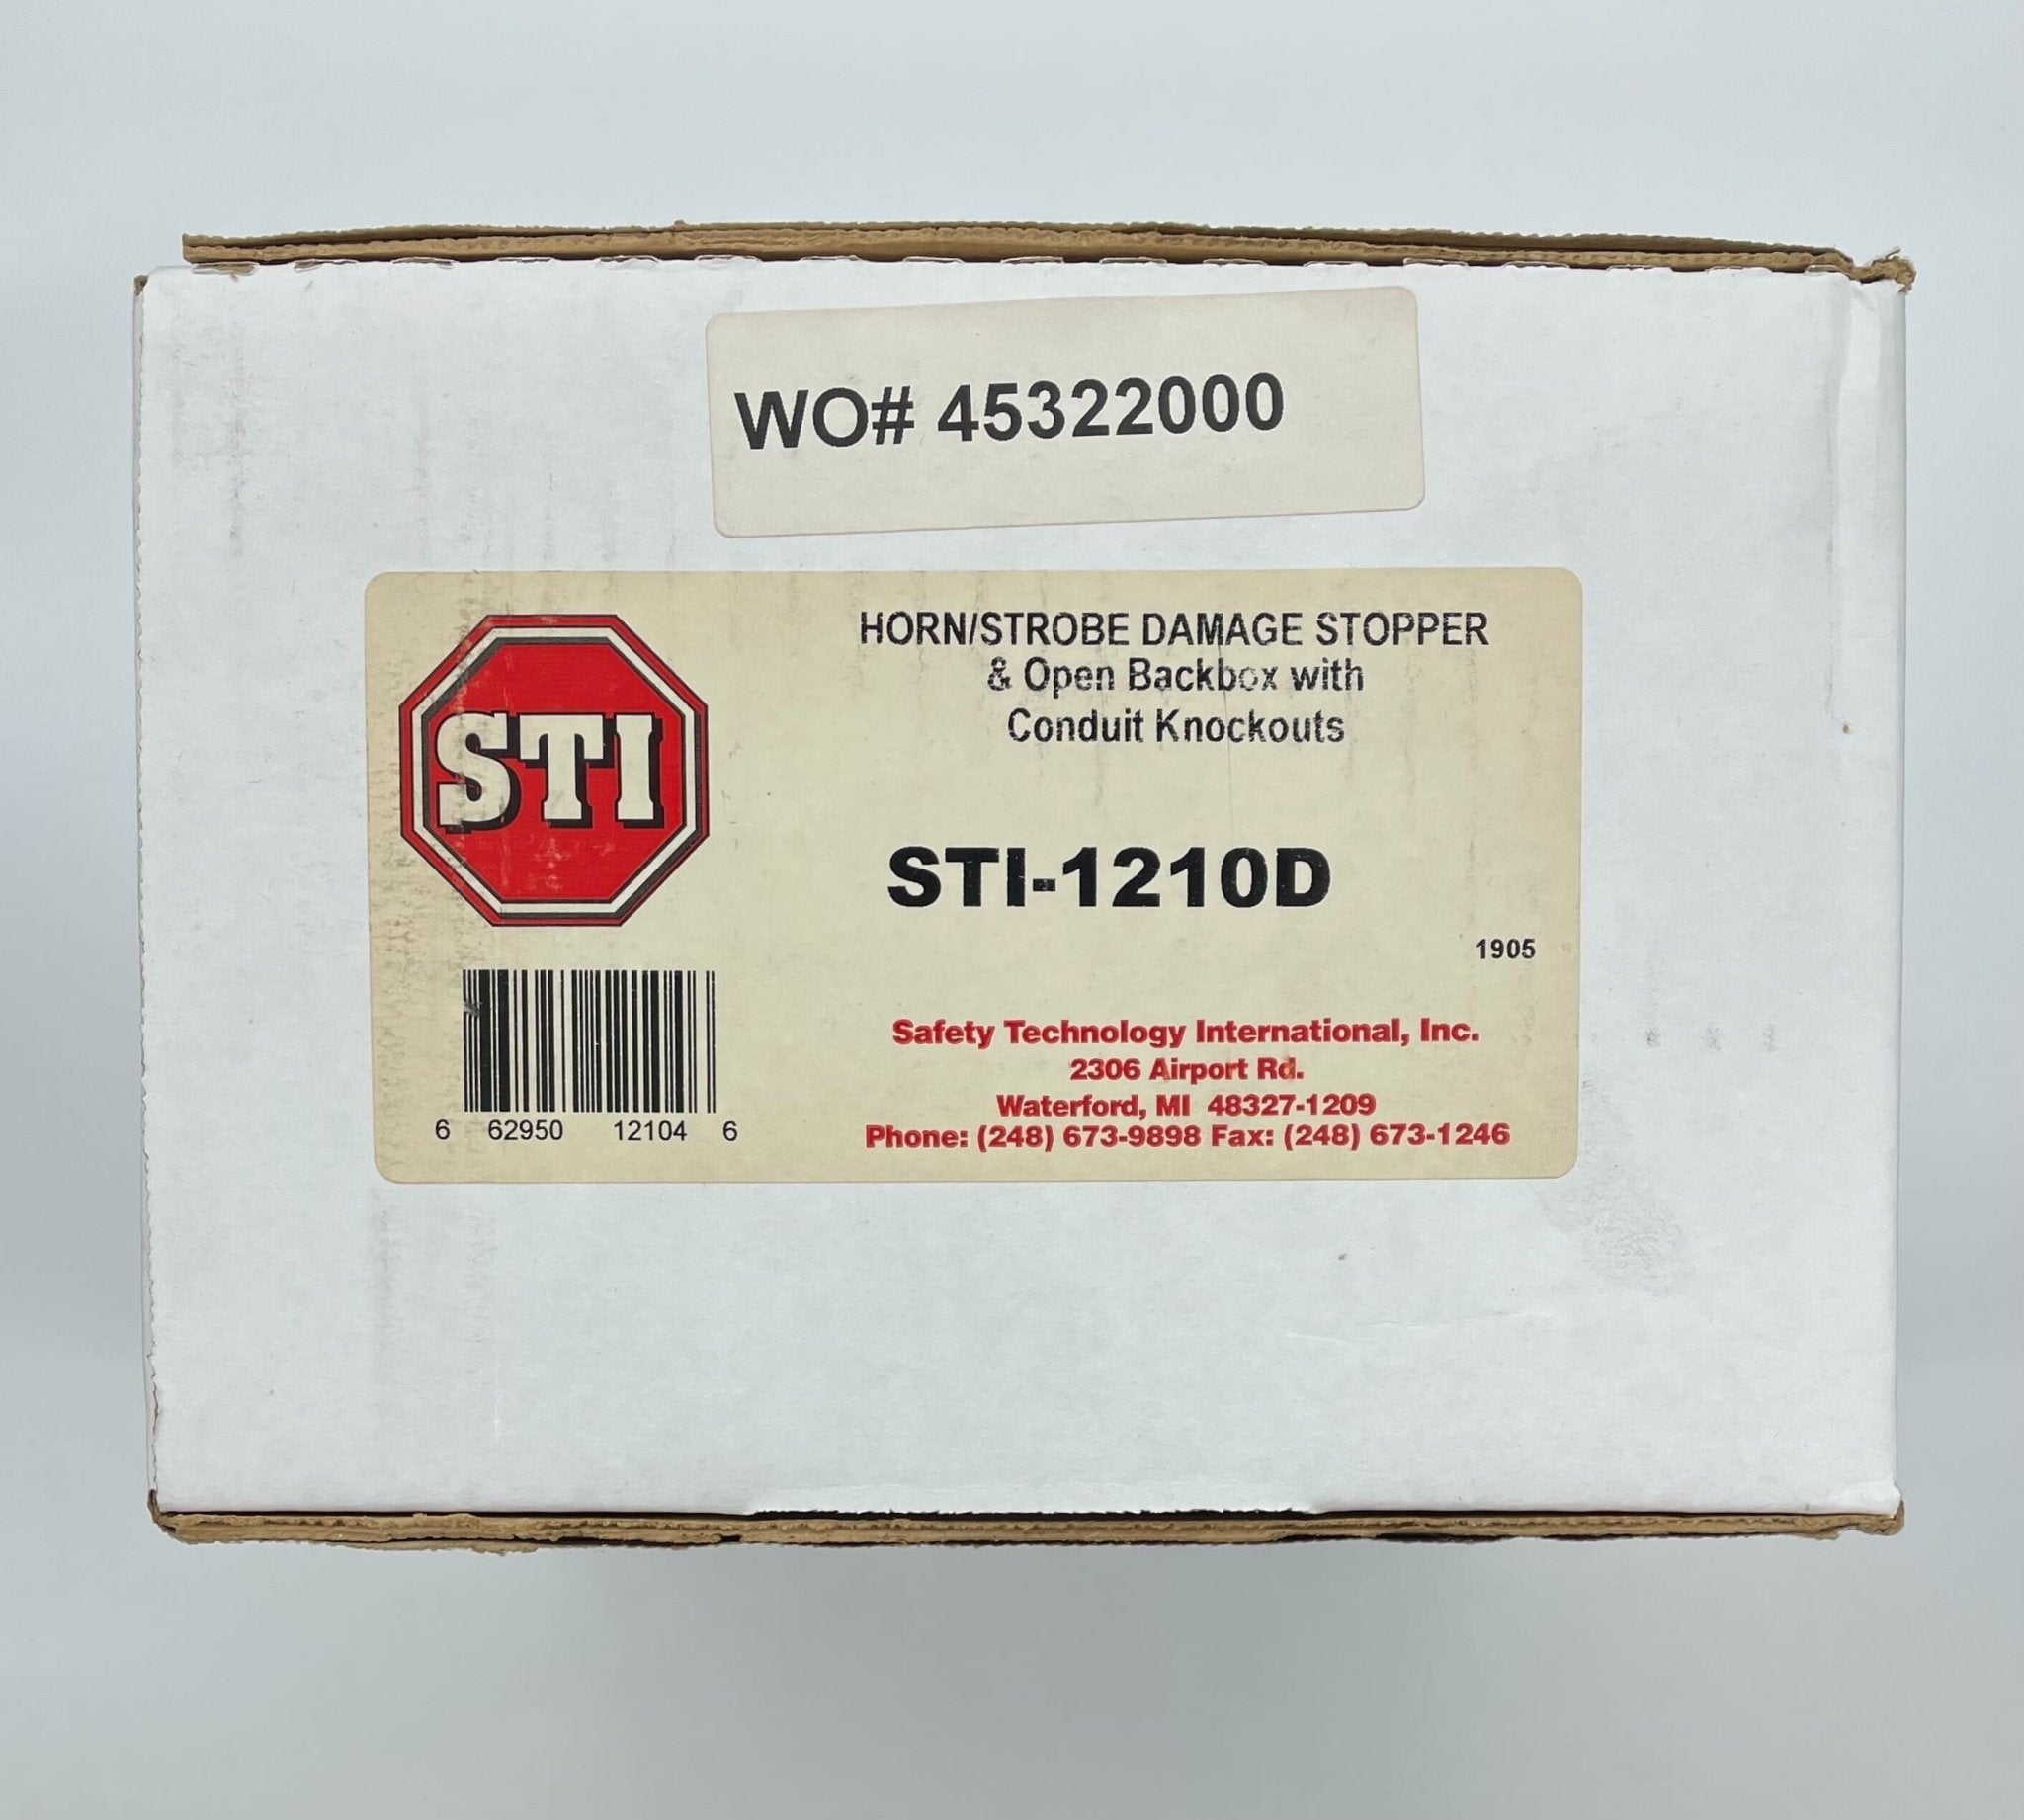 WO# 45322000
STI
HORN/STROBE DAMAGE STOPPER
& Open Backbox with
Conduit Knockouts
STI-1210D
1905
Safety Technology International, Inc.
2306 Airport Rd.
Waterford, MI 48327-1209
Phone: (248) 673-9898 Fax: (248) 673-1246
6 62950 12104 6